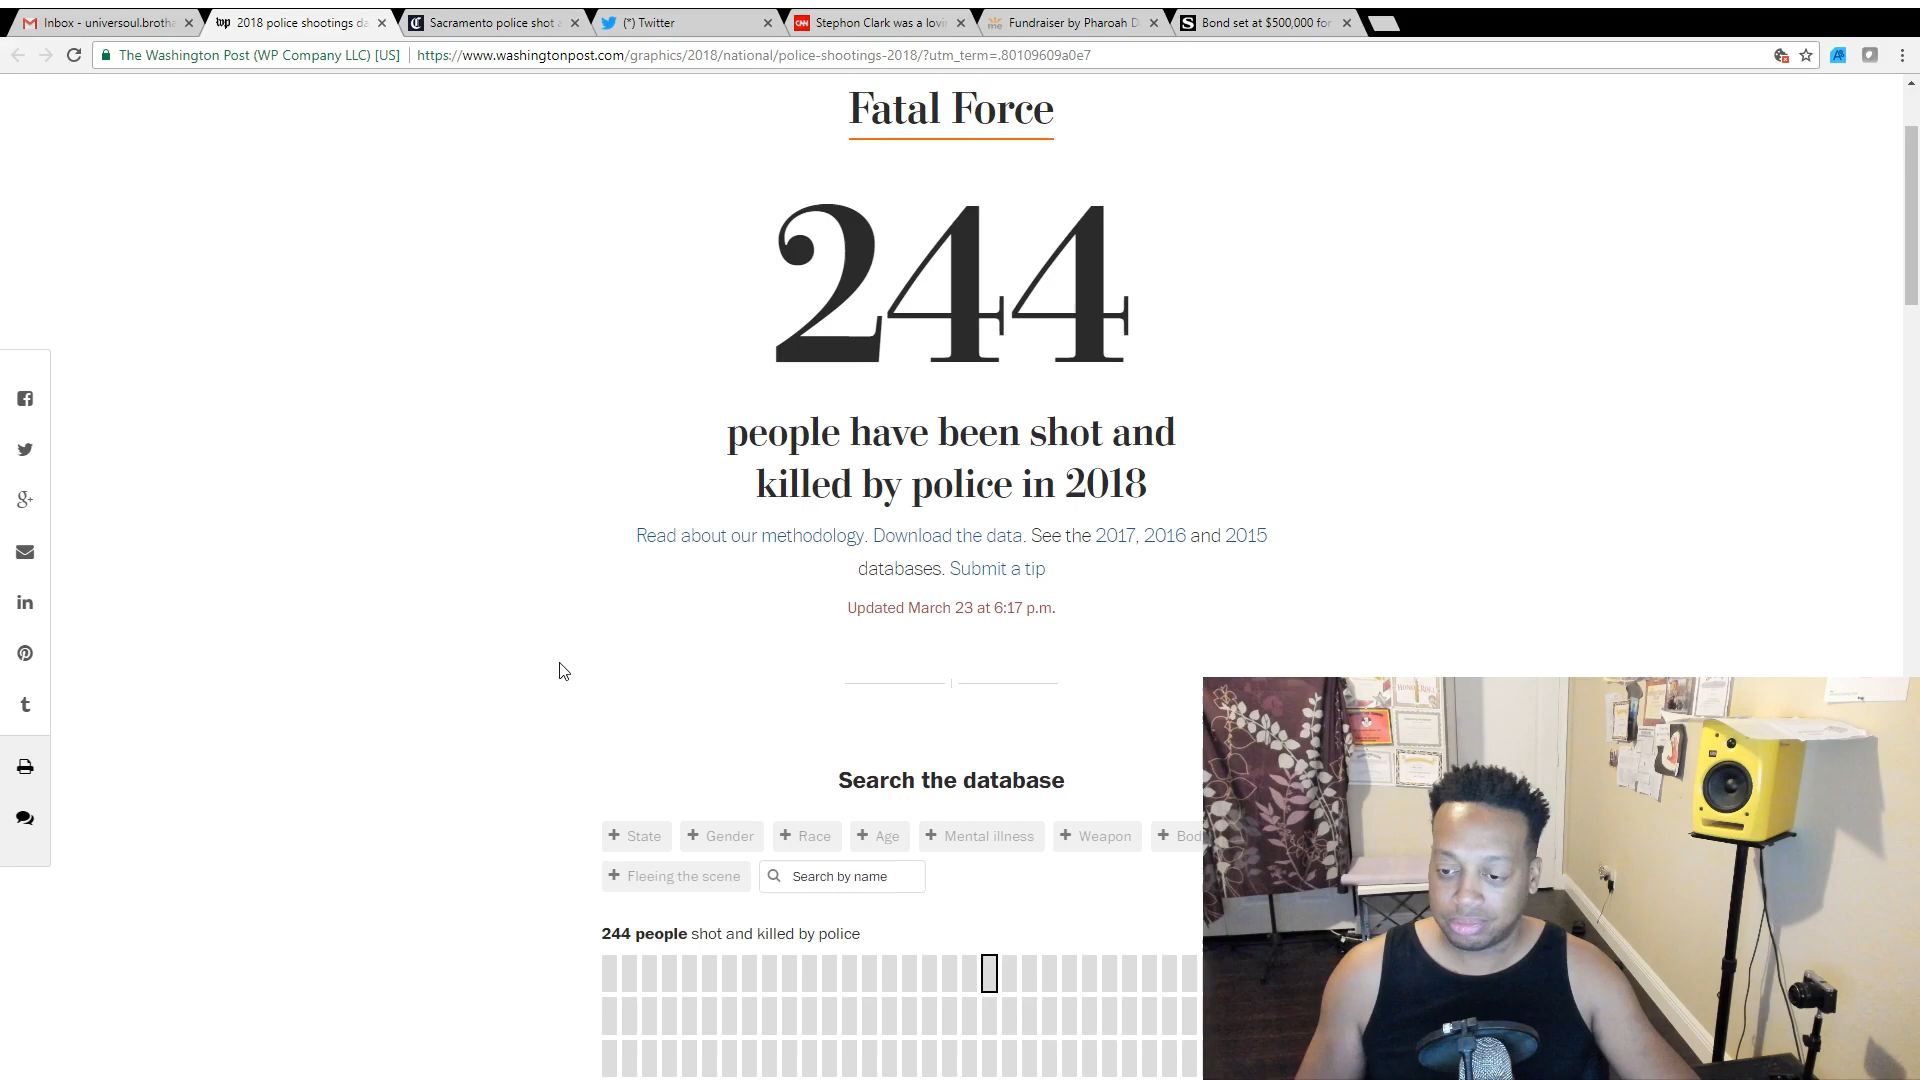 Inbox - universoul.brotha
2018 police shootings da
Sacramento police shot a
(*) Twitter
Stephon Clark was a lovi
Fundraiser by Pharoah D
Bond set at $500,000 for
The Washington Post (WP Company LLC) [US]
https://www.washingtonpost.com/graphics/2018/national/police-shootings-2018/?utm_term=.80109609a0e7
Fatal Force
244
people have been shot and
killed by police in 2018
Read about our methodology. Download the data. See the 2017, 2016 and 2015
databases. Submit a tip
Updated March 23 at 6:17 p.m.
Search the database
+ State + Gender + Race + Age + Mental illness + Weapon + Bod
+ Fleeing the scene Search by name
244 people shot and killed by police